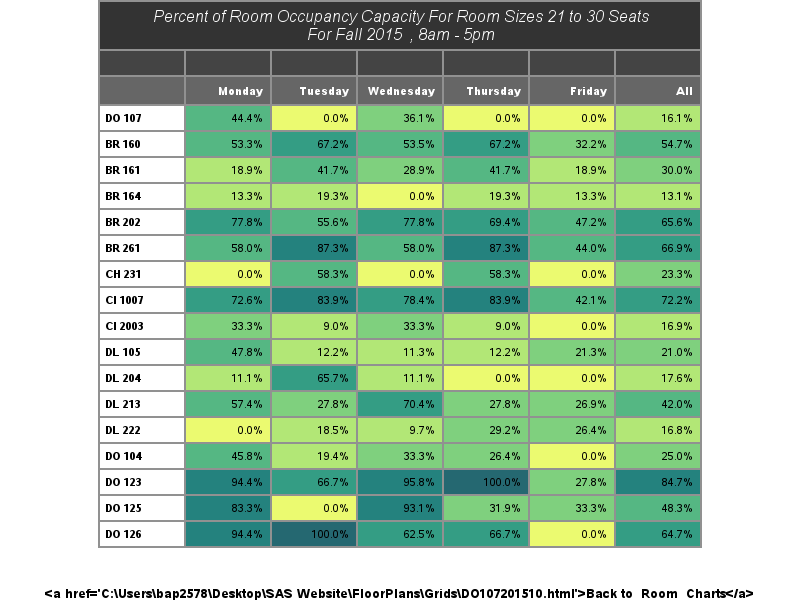 Percent of Room Occupancy Capacity For Room Sizes 21 to 30 Seats
For Fall 2015 , 8am - 5pm
Monday Tuesday Wednesday Thursday Friday All
DO 107 44.4% 0.0% 36.1% 0.0% 0.0% 16.1%
BR 160 53.3% 67.2% 53.5% 67.2% 32.2% 54.7%
BR 161 18.9% 41.7% 28.9% 41.7% 18.9% 30.0%
BR 164 13.3% 19.3% 0.0% 19.3% 13.3% 13.1%
BR 202 77.8% 55.6% 77.8% 69.4% 47.2% 65.6%
BR 261 58.0% 87.3% 58.0% 87.3% 44.0% 66.9%
CH 231 0.0% 58.3% 0.0% 58.3% 0.0% 23.3%
CI 1007 72.6% 83.9% 78.4% 83.9% 42.1% 72.2%
CI 2003 33.3% 9.0% 33.3% 9.0% 0.0% 16.9%
DL 105 47.8% 12.2% 11.3% 12.2% 21.3% 21.0%
DL 204 11.1% 65.7% 11.1% 0.0% 0.0% 17.6%
DL 213 57.4% 27.8% 70.4% 27.8% 26.9% 42.0%
DL 222 0.0% 18.5% 9.7% 29.2% 26.4% 16.8%
DO 104 45.8% 19.4% 33.3% 26.4% 0.0% 25.0%
DO 123 94.4% 66.7% 95.8% 100.0% 27.8% 84.7%
DO 125 83.3% 0.0% 93.1% 31.9% 33.3% 48.3%
DO 126 94.4% 100.0% 62.5% 66.7% 0.0% 64.7%
<a href='C:\Users\bap2578\Desktop\SAS Website\FloorPlans\Grids\DO107201510.html'>Back to Room Charts</a>